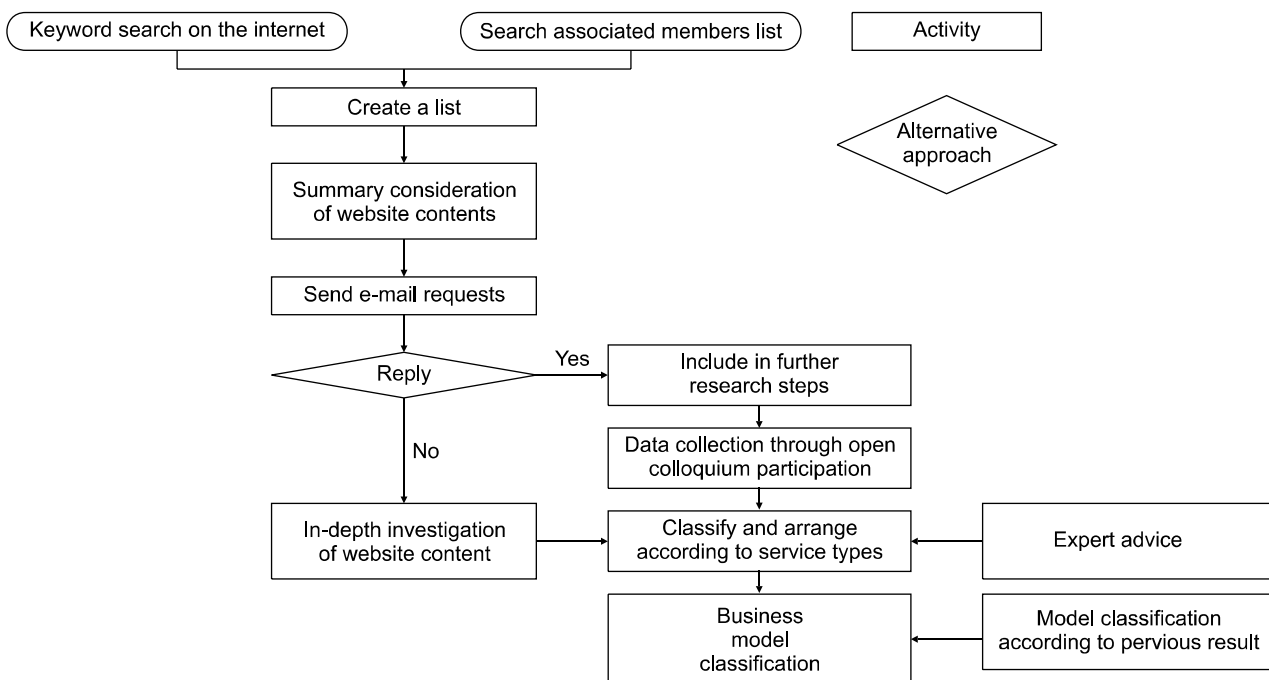 Keyword search on the internet
Search associated members list
Activity
Create a list
Alternative
approach
Summary consideration
of website contents
Send e-mail requests
Reply
Yes
Include in further
research steps
No
Data collection through open
colloquium participation
In-depth investigation
of website content
Classify and arrange
according to service types
Expert advice
Business
model
classification
Model classification
according to pervious result